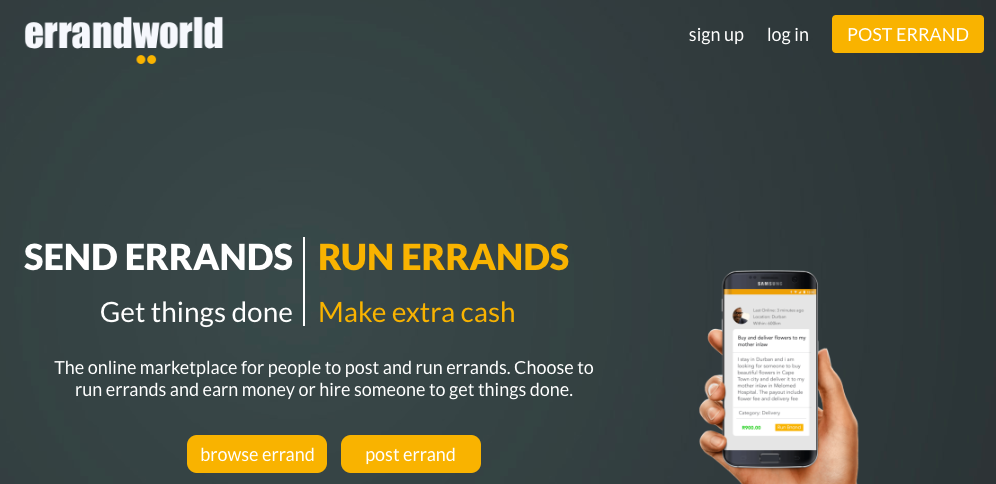 errandworld
sign up
log in
POST ERRAND
SEND ERRANDS
RUN ERRANDS
Get things done
Make extra cash
The online marketplace for people to post and run errands. Choose to
run errands and earn money or hire someone to get things done.
browse errand
post errand
SAMSUNG
Location: Durban
Buy and deliver flowers to my
mother inlaw
I stay in Durban and i am
looking for someone to buy
beautiful flowers in Cape
Town city and deliver it to my
mother inlaw in Melomed
Hospital. The payout include
flower fee and delivery fee
Category: Delivery
Run Errand